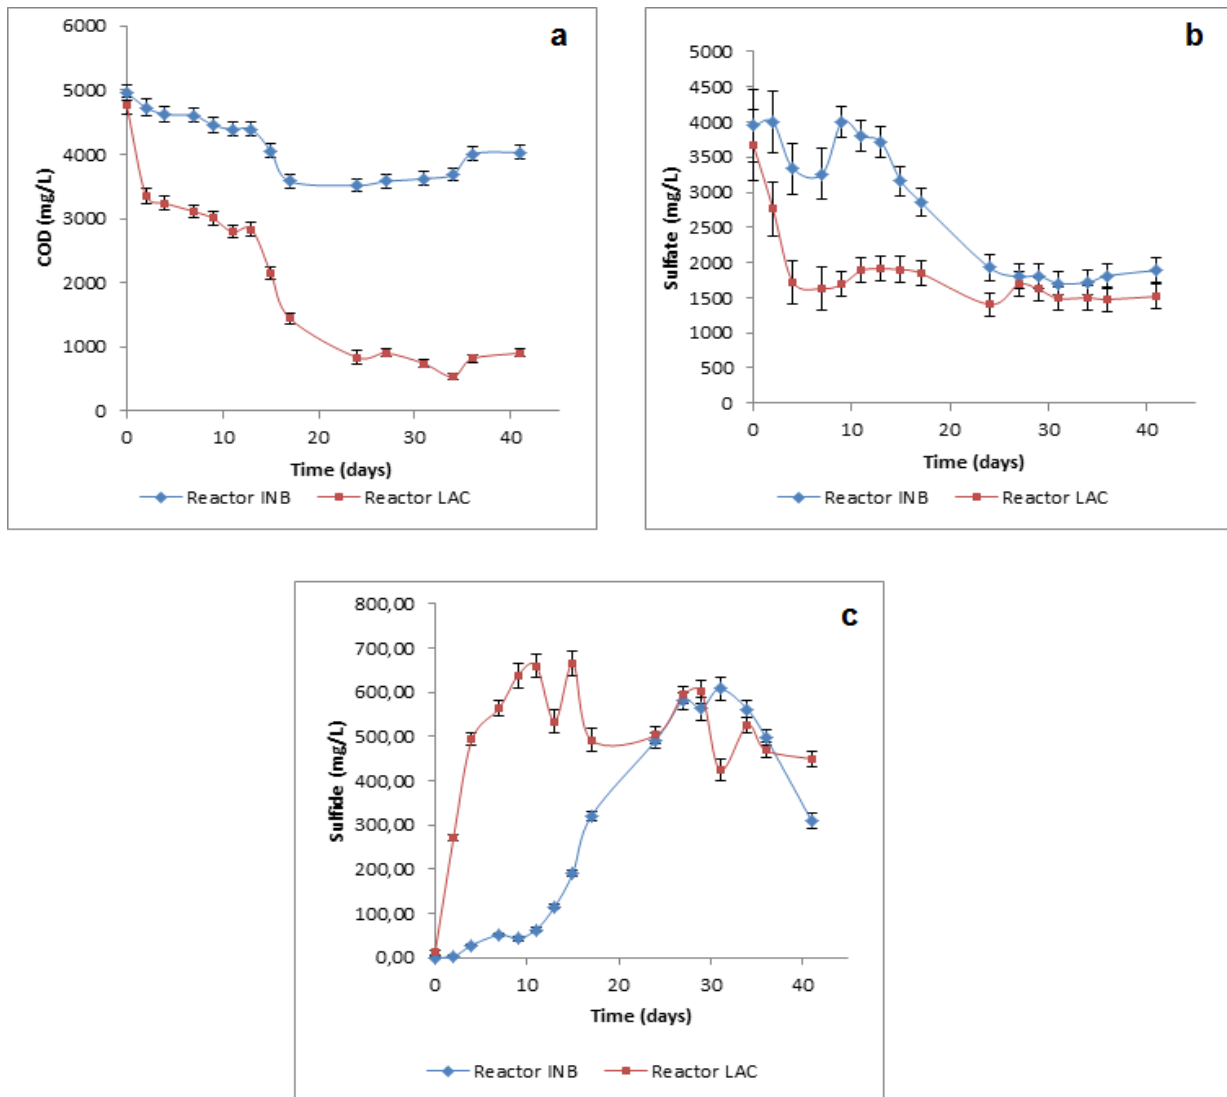 a
6000
5000
4000
3000
2000
1000
0
COD (mg/L)
0 10 20 30 40
Time (days)
Reactor INB Reactor LAC
b
5000
4500
4000
3500
3000
2500
2000
1500
1000
500
0
Sulfate (mg/L)
0 10 20 30 40
Time (days)
Reactor INB Reactor LAC
c
800,00
700,00
600,00
500,00
400,00
300,00
200,00
100,00
0,00
Sulfide (mg/L)
0 10 20 30 40
Time (days)
Reactor INB Reactor LAC